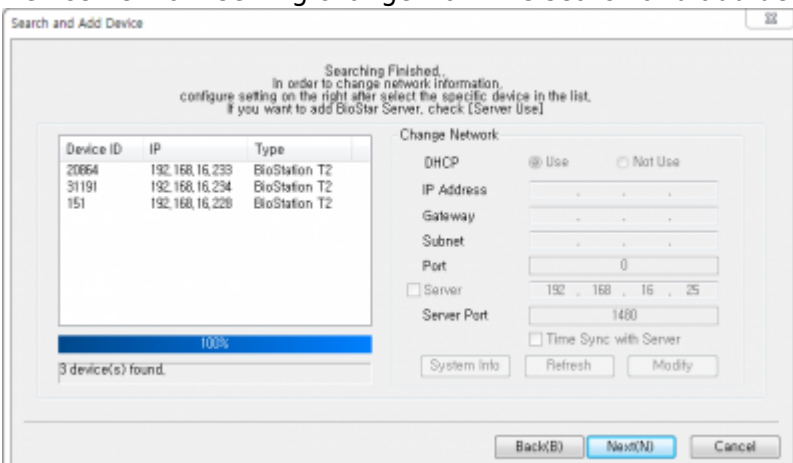 Search and Add Device
Searching Finished,.
In order to change network information,
configure setting on the right after select the specific device in the list,
If you want to add BioStar Server, check [Server Use]
Device ID IP Type
20864 192,168,16,233 BioStation T2
31191 192,168,16,234 BioStation T2
151 192,168,16,228 BioStation T2
100%
3 device(s) found,
Change Network
DHCP Use Not Use
IP Address . . .
Gateway . . .
Subnet . . .
Port 0
Server 192 . 168 . 16 . 25
Server Port 1480
Time Sync with Server
System Info Refresh Modify
Back(B) Next(N) Cancel